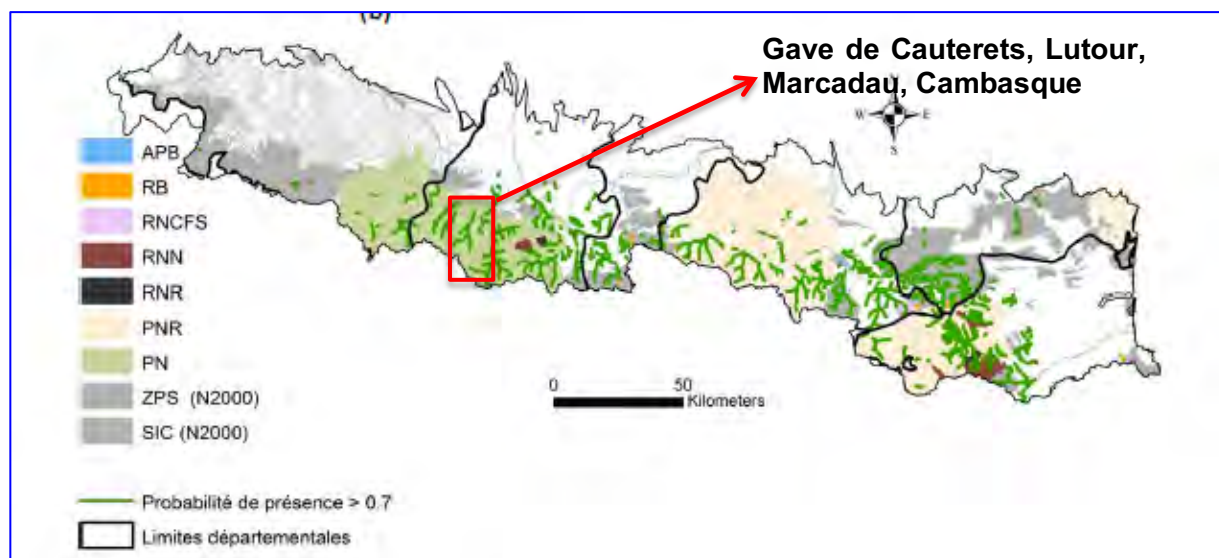 (b)
Gave de Cauterets, Lutour,
Marcadau, Cambasque
N
W E
S
APB
RB
RNCFS
RNN
RNR
PNR
PN
ZPS (N2000)
SIC (N2000)
0 50
Kilometers
Probabilité de présence > 0.7
Limites départementales